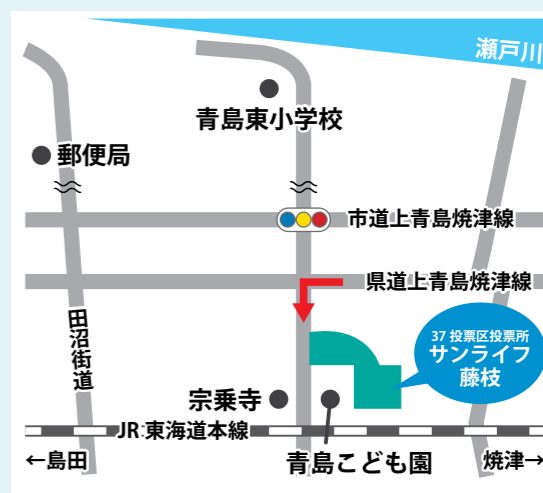 瀬戸川
青島東小学校
郵便局
市道上青島焼津線
県道上青島焼津線
田沼街道
37 投票区投票所
サンライフ
藤枝
宗乗寺
JR東海道本線
←島田
青島こども園
焼津→